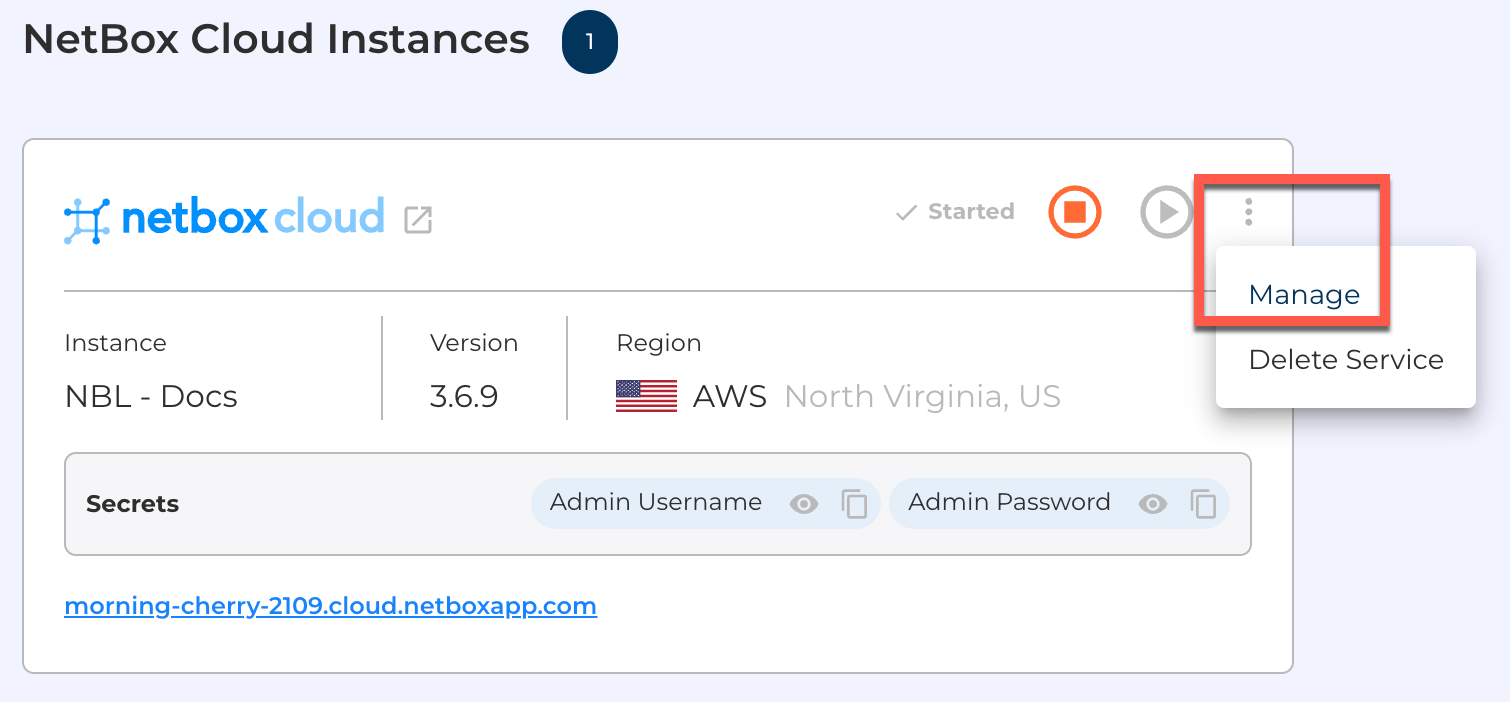 NetBox Cloud Instances 1
netbox cloud
Started
Manage
Delete Service
Instance Version Region
NBL - Docs 3.6.9 AWS North Virginia, US
Secrets Admin Username Admin Password
morning-cherry-2109.cloud.netboxapp.com